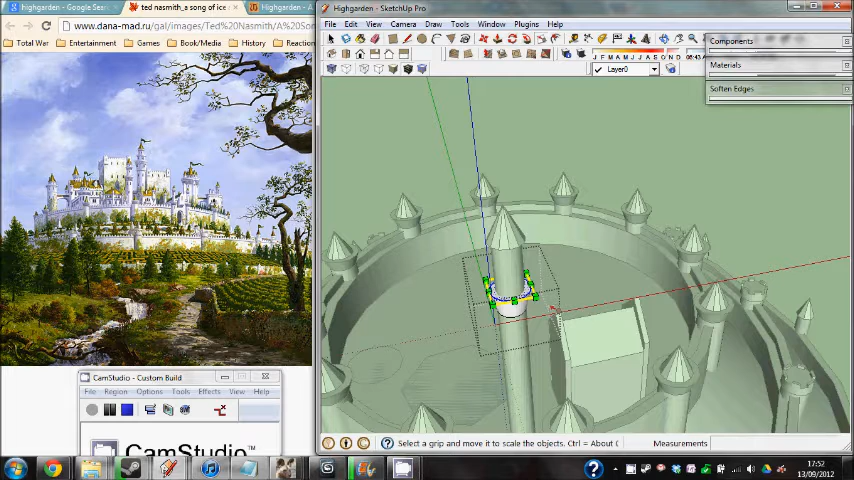 highgarden - Google Sear
ted nasmith_a song of ice
Highgarden - SketchUp Pro
www.dana-mad.ru/gal/images/Ted%20Nasmith/A%20So
Total War Entertainment Games Book/Media History Reaction
File Edit View Camera Draw Tools Window Plugins Help
J F M A M J J A S O N D
Layer0
Components
Materials
Soften Edges
CamStudio - Custom Build
File Region Options Tools Effects View Help
CamStudio™
Select a grip and move it to scale the objects. Ctrl = About (
Measurements
17:52
13/09/2012